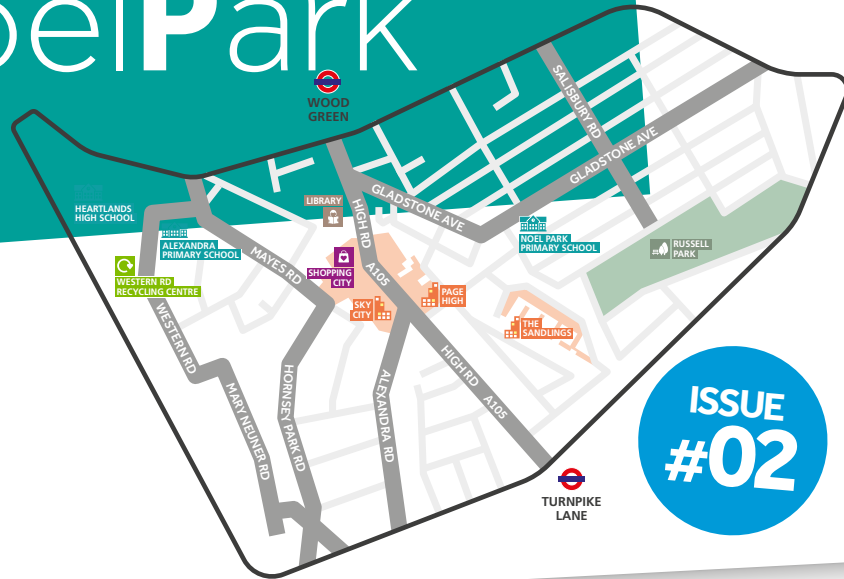 Park
WOOD
GREEN
SALISBURY RD
GLADSTONE AVE
HEARTLANDS
HIGH SCHOOL
LIBRARY
GLADSTONE AVE
HIGH RD
A105
ALEXANDRA
PRIMARY SCHOOL
MAYES RD
NOEL PARK
PRIMARY SCHOOL
RUSSELL
PARK
SHOPPING
CITY
WESTERN RD
RECYCLING CENTRE
SKY
CITY
PAGE
HIGH
THE
SANDLINGS
WESTERN RD
MARY NEUNER RD
HORNSEY PARK RD
ALEXANDRA RD
HIGH RD
A105
ISSUE
#02
TURNPIKE
LANE